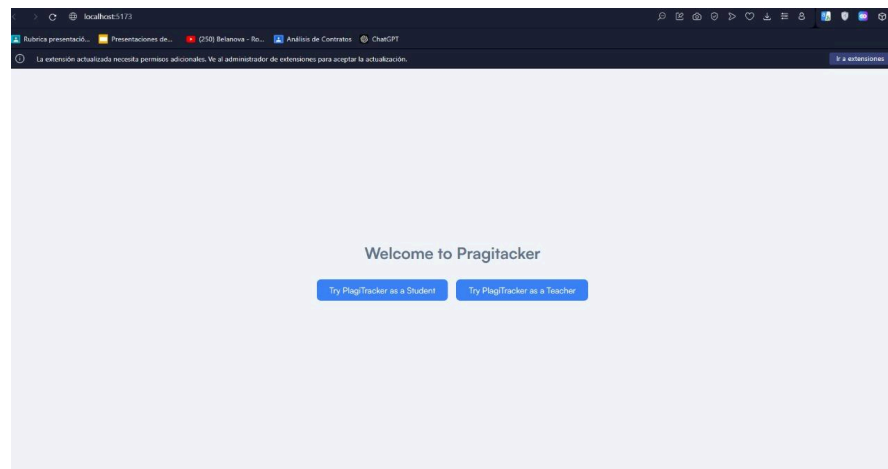 localhost:5173
Rubrica presentació... Presentaciones de... (250) Belanova - Ro... Análisis de Contratos ChatGPT
La extensión actualizada necesita permisos adicionales. Ve al administrador de extensiones para aceptar la actualización. Ir a extensiones
Welcome to Pragitacker
Try PlagiTracker as a Student Try PlagiTracker as a Teacher